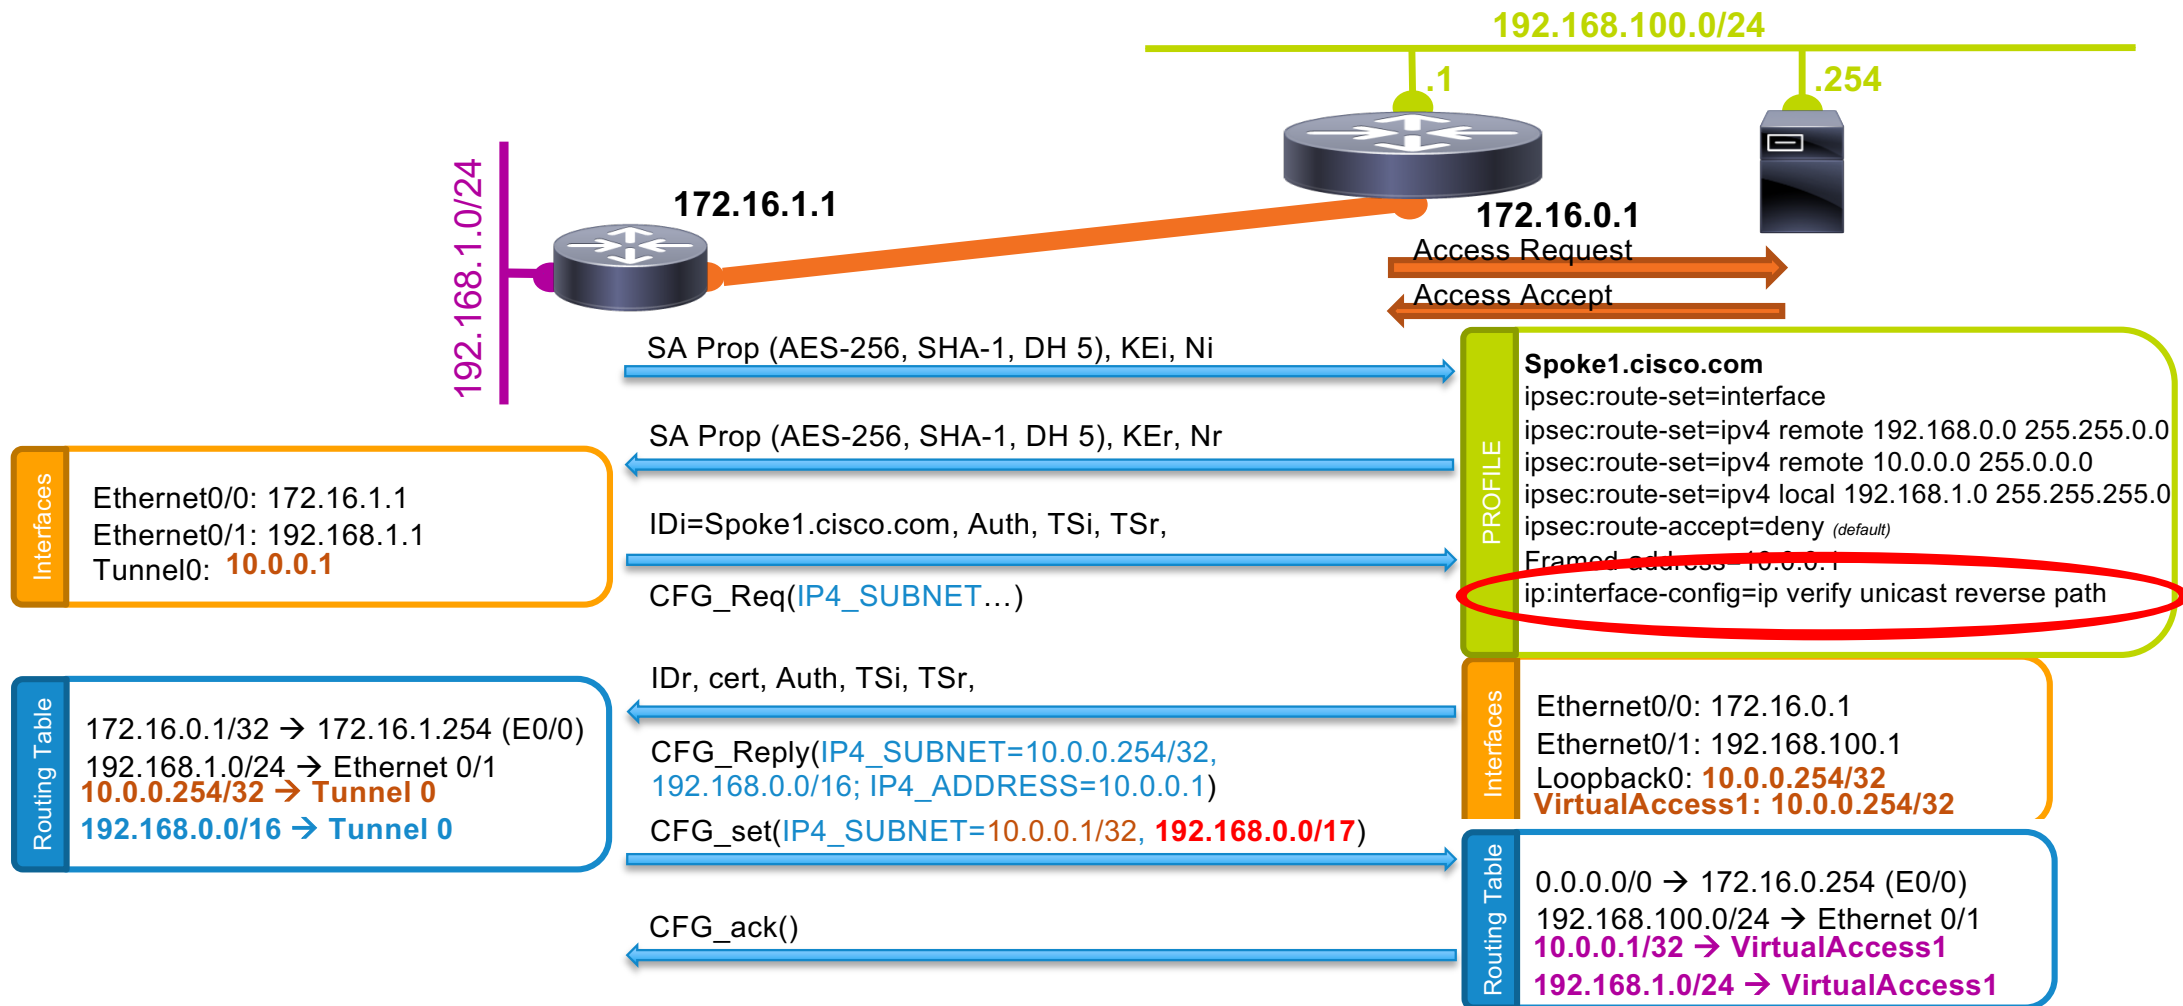 192.168.100.0/24
.1
.254
192.168.1.0/24
172.16.1.1
172.16.0.1
Access Request
Access Accept
SA Prop (AES-256, SHA-1, DH 5), KEi, Ni
SA Prop (AES-256, SHA-1, DH 5), KEr, Nr
IDi=Spoke1.cisco.com, Auth, TSi, TSr,
CFG_Req(IP4_SUBNET…)
IDr, cert, Auth, TSi, TSr,
CFG_Reply(IP4_SUBNET=10.0.0.254/32,
192.168.0.0/16; IP4_ADDRESS=10.0.0.1)
CFG_set(IP4_SUBNET=10.0.0.1/32, 192.168.0.0/17)
CFG_ack()
Interfaces
Ethernet0/0: 172.16.1.1
Ethernet0/1: 192.168.1.1
Tunnel0: 10.0.0.1
Routing Table
172.16.0.1/32 → 172.16.1.254 (E0/0)
192.168.1.0/24 → Ethernet 0/1
10.0.0.254/32 → Tunnel 0
192.168.0.0/16 → Tunnel 0
PROFILE
Spoke1.cisco.com
ipsec:route-set=interface
ipsec:route-set=ipv4 remote 192.168.0.0 255.255.0.0
ipsec:route-set=ipv4 remote 10.0.0.0 255.0.0.0
ipsec:route-set=ipv4 local 192.168.1.0 255.255.255.0
ipsec:route-accept=deny (default)
Framed-address=10.0.0.1
ip:interface-config=ip verify unicast reverse path
Interfaces
Ethernet0/0: 172.16.0.1
Ethernet0/1: 192.168.100.1
Loopback0: 10.0.0.254/32
VirtualAccess1: 10.0.0.254/32
Routing Table
0.0.0.0/0 → 172.16.0.254 (E0/0)
192.168.100.0/24 → Ethernet 0/1
10.0.0.1/32 → VirtualAccess1
192.168.1.0/24 → VirtualAccess1